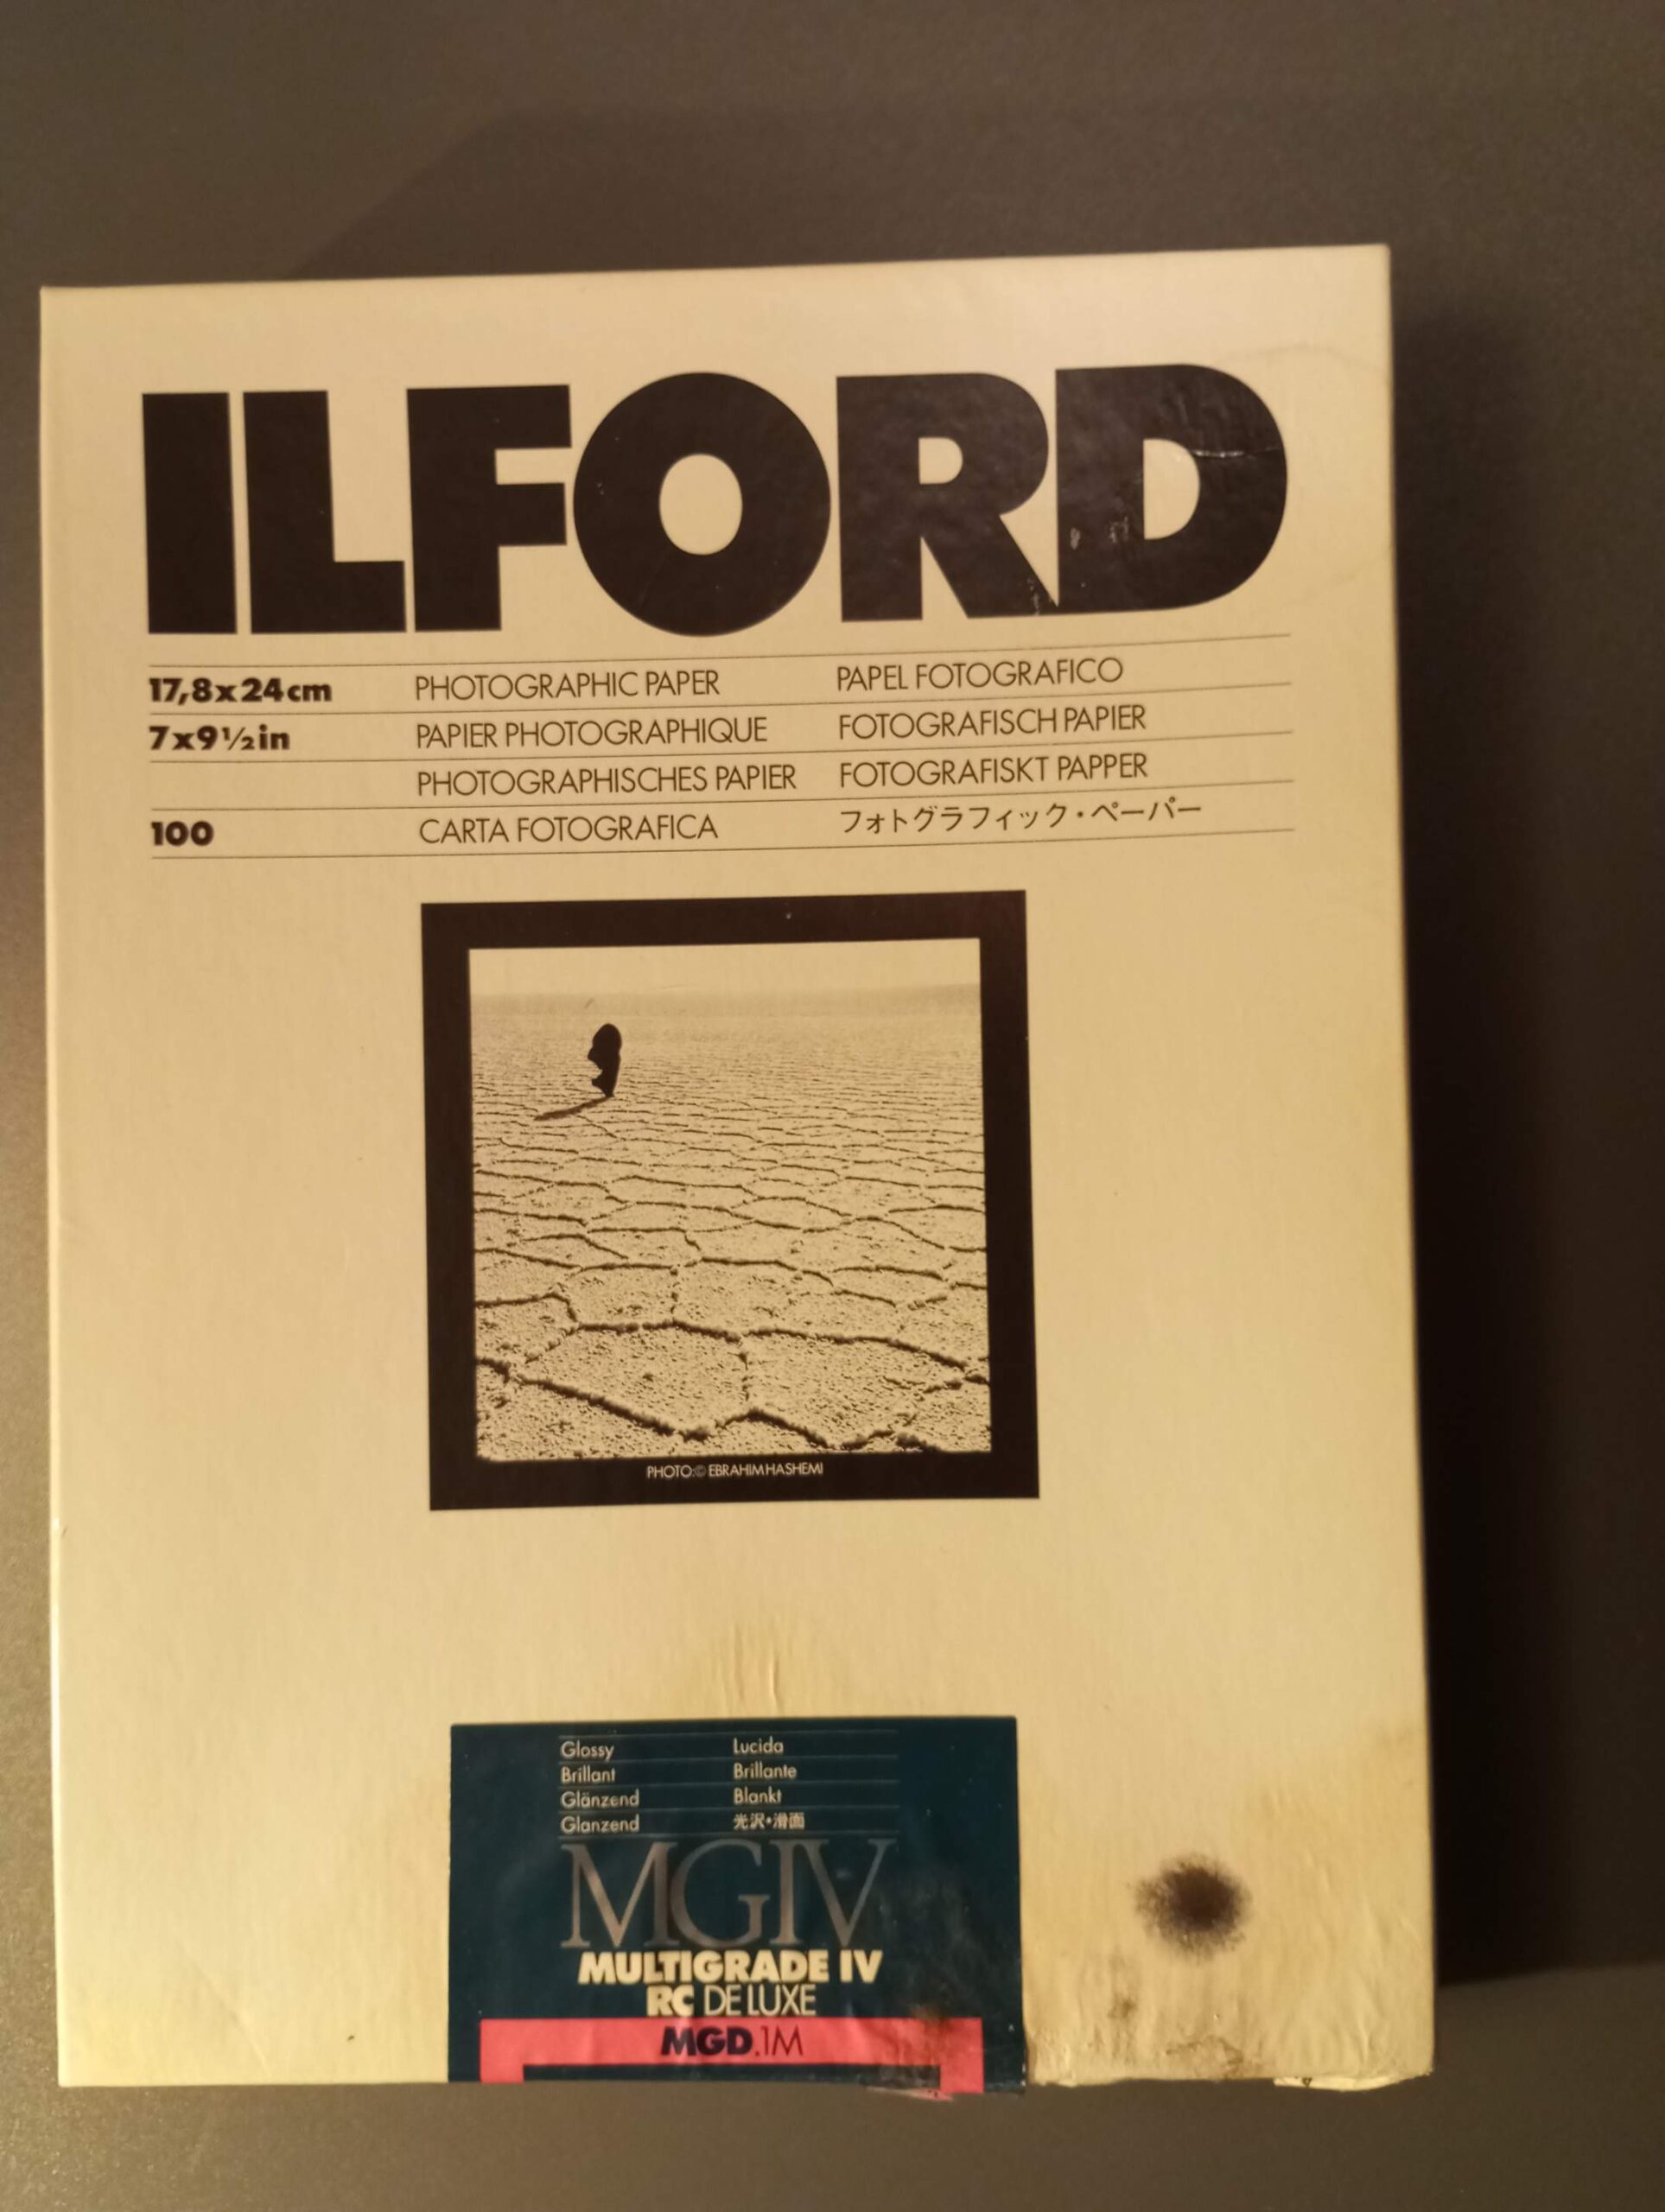 ILFORD
17,8x24cm PHOTOGRAPHIC PAPER PAPEL FOTOGRAFICO
7x9½in PAPIER PHOTOGRAPHIQUE FOTOGRAFISCH PAPIER
PHOTOGRAPHISCHES PAPIER FOTOGRAFISKT PAPPER
100 CARTA FOTOGRAFICA フォトグラフィック・ペーパー
PHOTO:© EBRAHIM HASHEMI
Glossy Lucida
Brillant Brillante
Glänzend Blankt
Glanzend 光沢・滑面
MGIV
MULTIGRADE IV
RC DE LUXE
MGD.1M